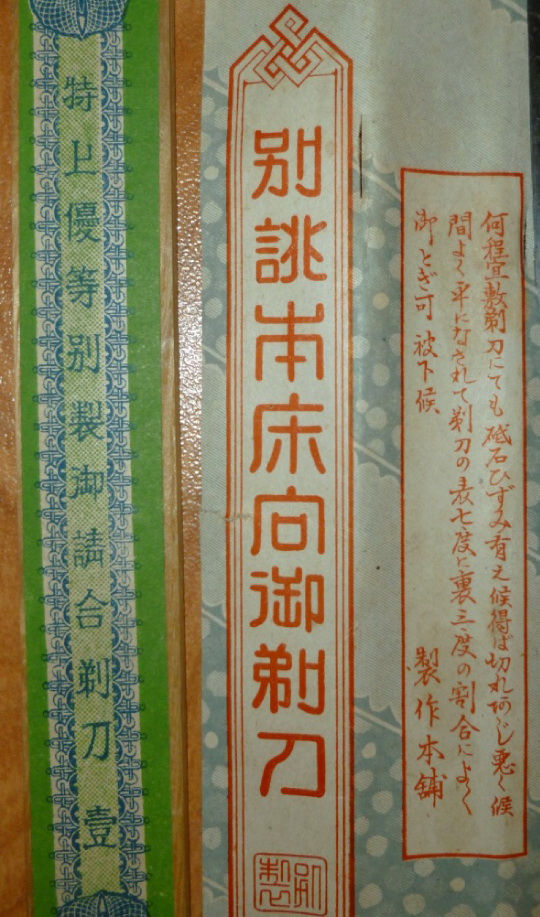 何程宜敷剃刀にても砥石ひずみ有之候得ば切れあじ悪く候
間よく平になされて剃刀の表七度に裏三度の割合によく
御とぎ可被下候
製作本舗
別誂本床向御剃刀
別製
特上優等別製御請合剃刀壹